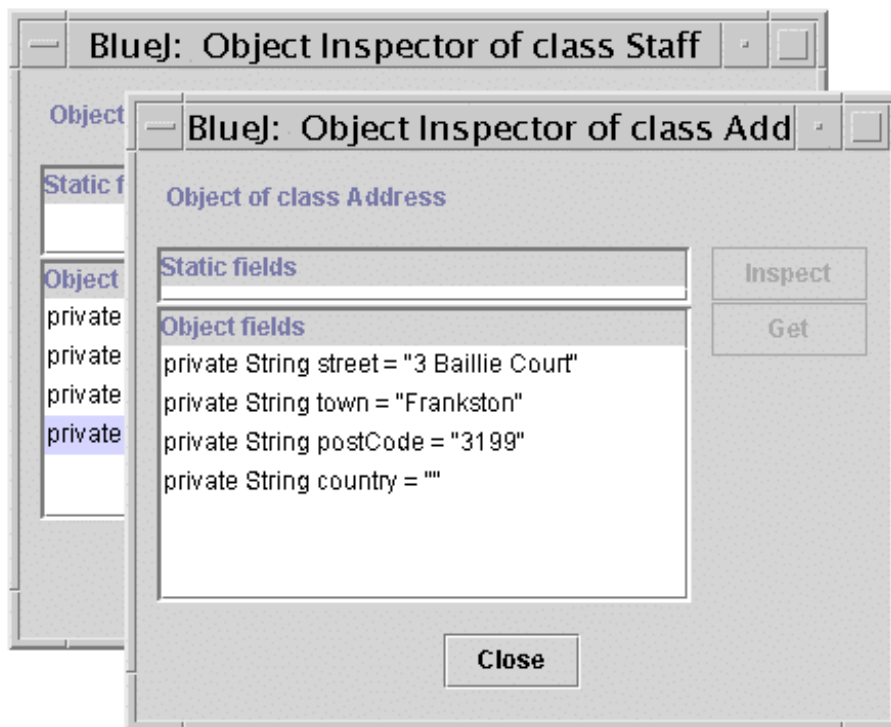 BlueJ: Object Inspector of class Staff
Object
Static f
Object
private
private
private
private
BlueJ: Object Inspector of class Add
Object of class Address
Static fields
Inspect
Get
Object fields
private String street = "3 Baillie Court"
private String town = "Frankston"
private String postCode = "3199"
private String country = ""
Close